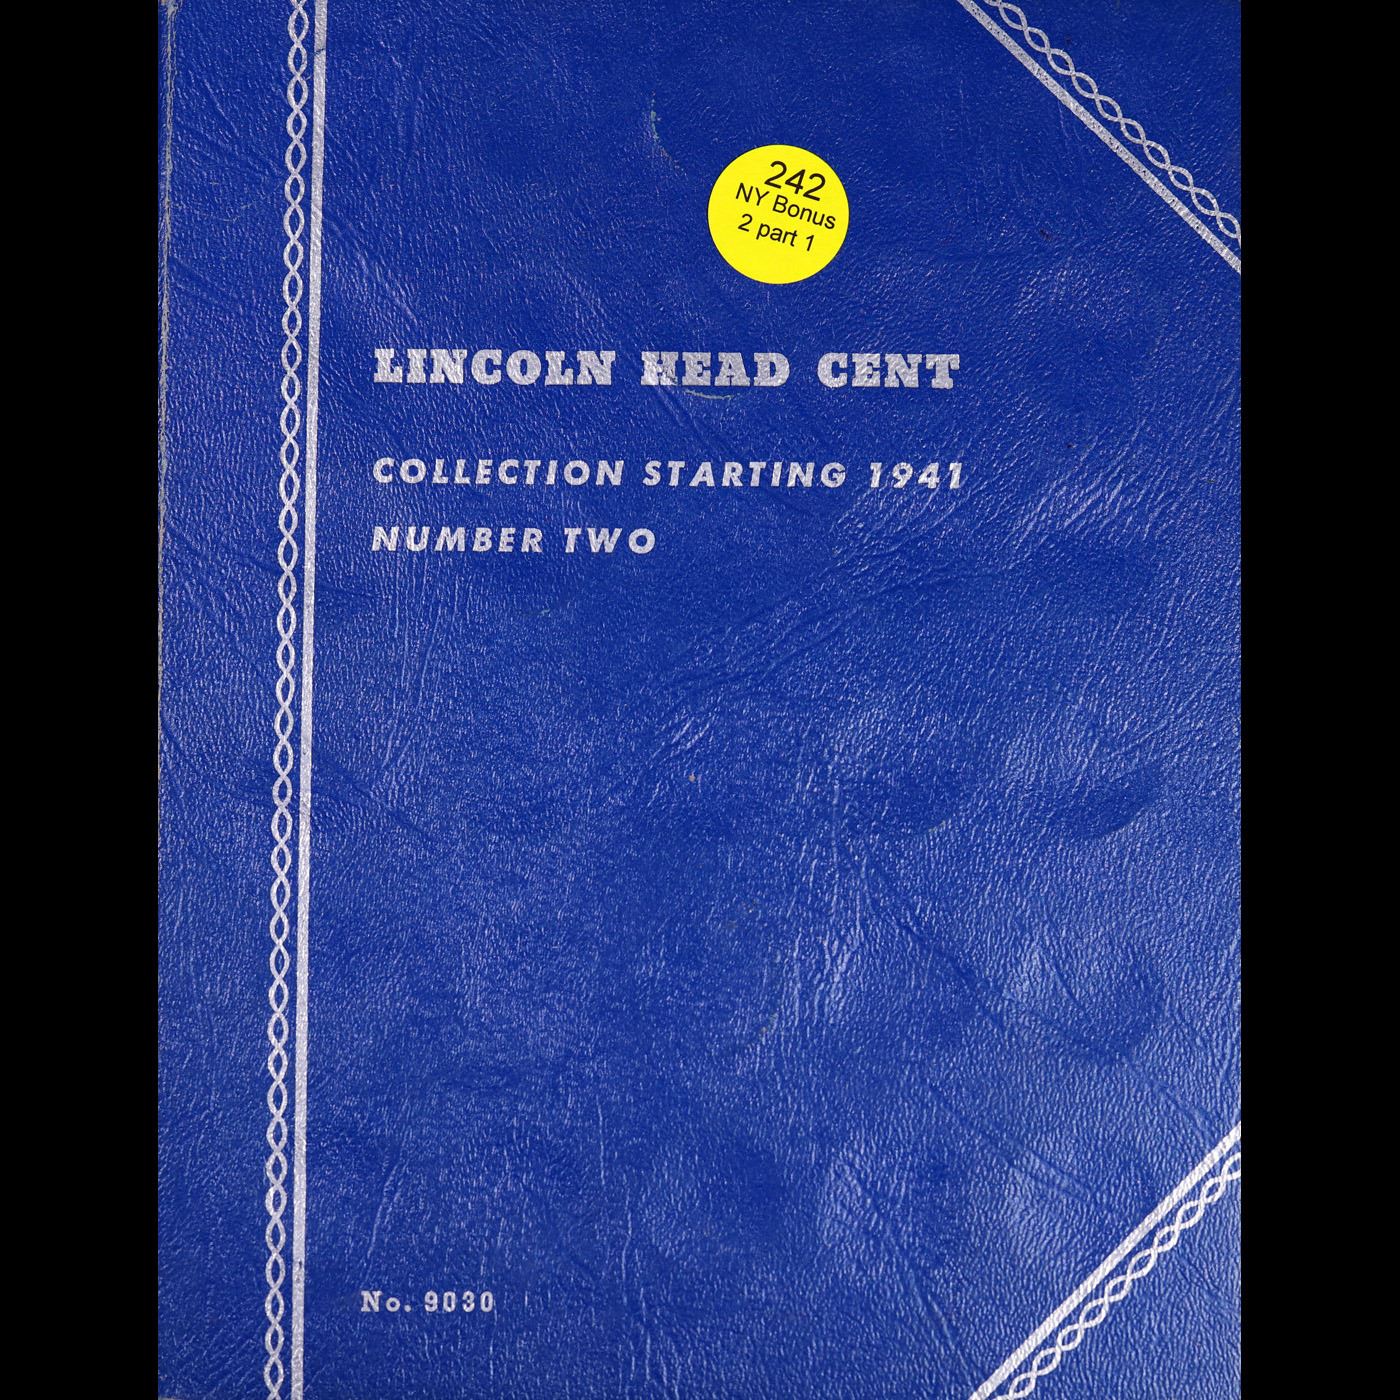 242
NY Bonus
2 part 1
LINCOLN HEAD CENT
COLLECTION STARTING 1941
NUMBER TWO
No. 9030